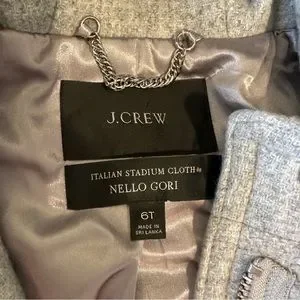 J.CREW
ITALIAN STADIUM CLOTH®
NELLO GORI
6T
MADE IN
SRI LANKA